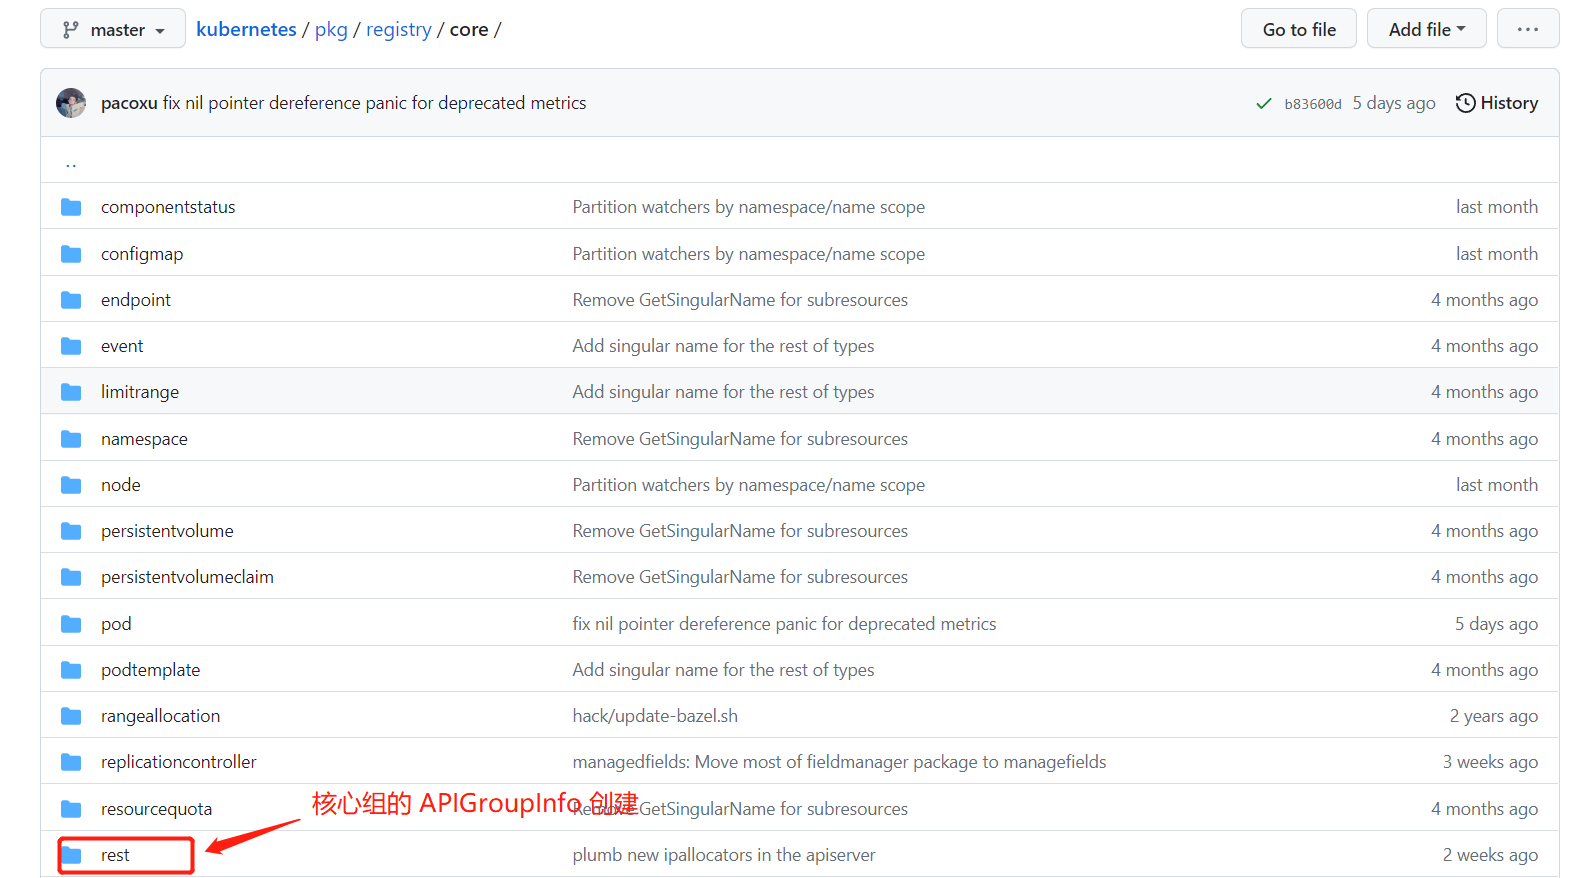 master kubernetes / pkg / registry / core / Go to file Add file ...
pacoxu fix nil pointer dereference panic for deprecated metrics b83600d 5 days ago History
..
componentstatus Partition watchers by namespace/name scope last month
configmap Partition watchers by namespace/name scope last month
endpoint Remove GetSingularName for subresources 4 months ago
event Add singular name for the rest of types 4 months ago
limitrange Add singular name for the rest of types 4 months ago
namespace Remove GetSingularName for subresources 4 months ago
node Partition watchers by namespace/name scope last month
persistentvolume Remove GetSingularName for subresources 4 months ago
persistentvolumeclaim Remove GetSingularName for subresources 4 months ago
pod fix nil pointer dereference panic for deprecated metrics 5 days ago
podtemplate Add singular name for the rest of types 4 months ago
rangeallocation hack/update-bazel.sh 2 years ago
replicationcontroller managedfields: Move most of fieldmanager package to managefields 3 weeks ago
核心组的 APIGroupInfo 创建
resourcequota Remove GetSingularName for subresources 4 months ago
rest plumb new ipallocators in the apiserver 2 weeks ago